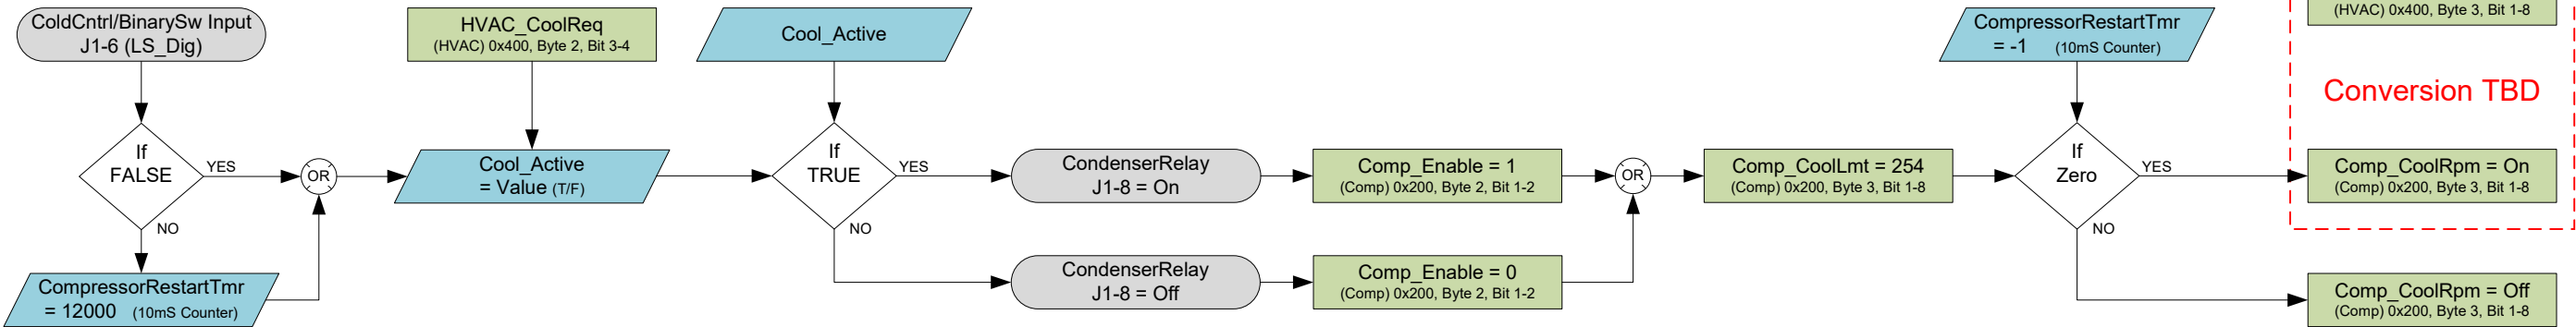 ColdCntrl/BinarySw Input
J1-6 (LS_Dig)
If
FALSE
YES
NO
CompressorRestartTmr
= 12000 (10mS Counter)
OR
HVAC_CoolReq
(HVAC) 0x400, Byte 2, Bit 3-4
Cool_Active
= Value (T/F)
Cool_Active
If
TRUE
YES
NO
CondenserRelay
J1-8 = On
CondenserRelay
J1-8 = Off
Comp_Enable = 1
(Comp) 0x200, Byte 2, Bit 1-2
Comp_Enable = 0
(Comp) 0x200, Byte 2, Bit 1-2
OR
Comp_CoolLmt = 254
(Comp) 0x200, Byte 3, Bit 1-8
CompressorRestartTmr
= -1 (10mS Counter)
If
Zero
YES
NO
(HVAC) 0x400, Byte 3, Bit 1-8
Conversion TBD
Comp_CoolRpm = On
(Comp) 0x200, Byte 3, Bit 1-8
Comp_CoolRpm = Off
(Comp) 0x200, Byte 3, Bit 1-8